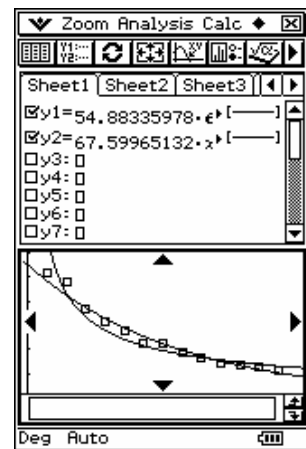 Zoom Analysis Calc
Sheet1 Sheet2 Sheet3
y1=54.88335978·e
y2=67.59965132·x
y3:
y4:
y5:
y6:
y7:
Deg Auto